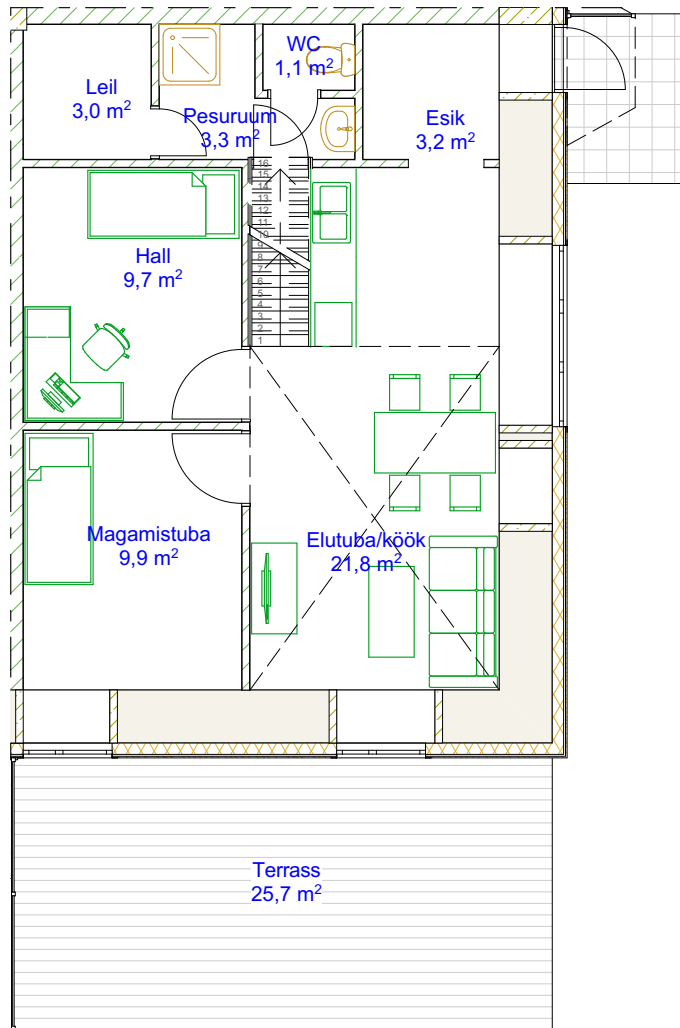 WC
1,1 m²
Leil
3,0 m²
Pesuruum
3,3 m²
Esik
3,2 m²
16
15
14
13
12
11
10
9
8
7
6
5
4
3
2
1
Hall
9,7 m²
Magamistuba
9,9 m²
Elutuba/köök
21,8 m²
Terrass
25,7 m²